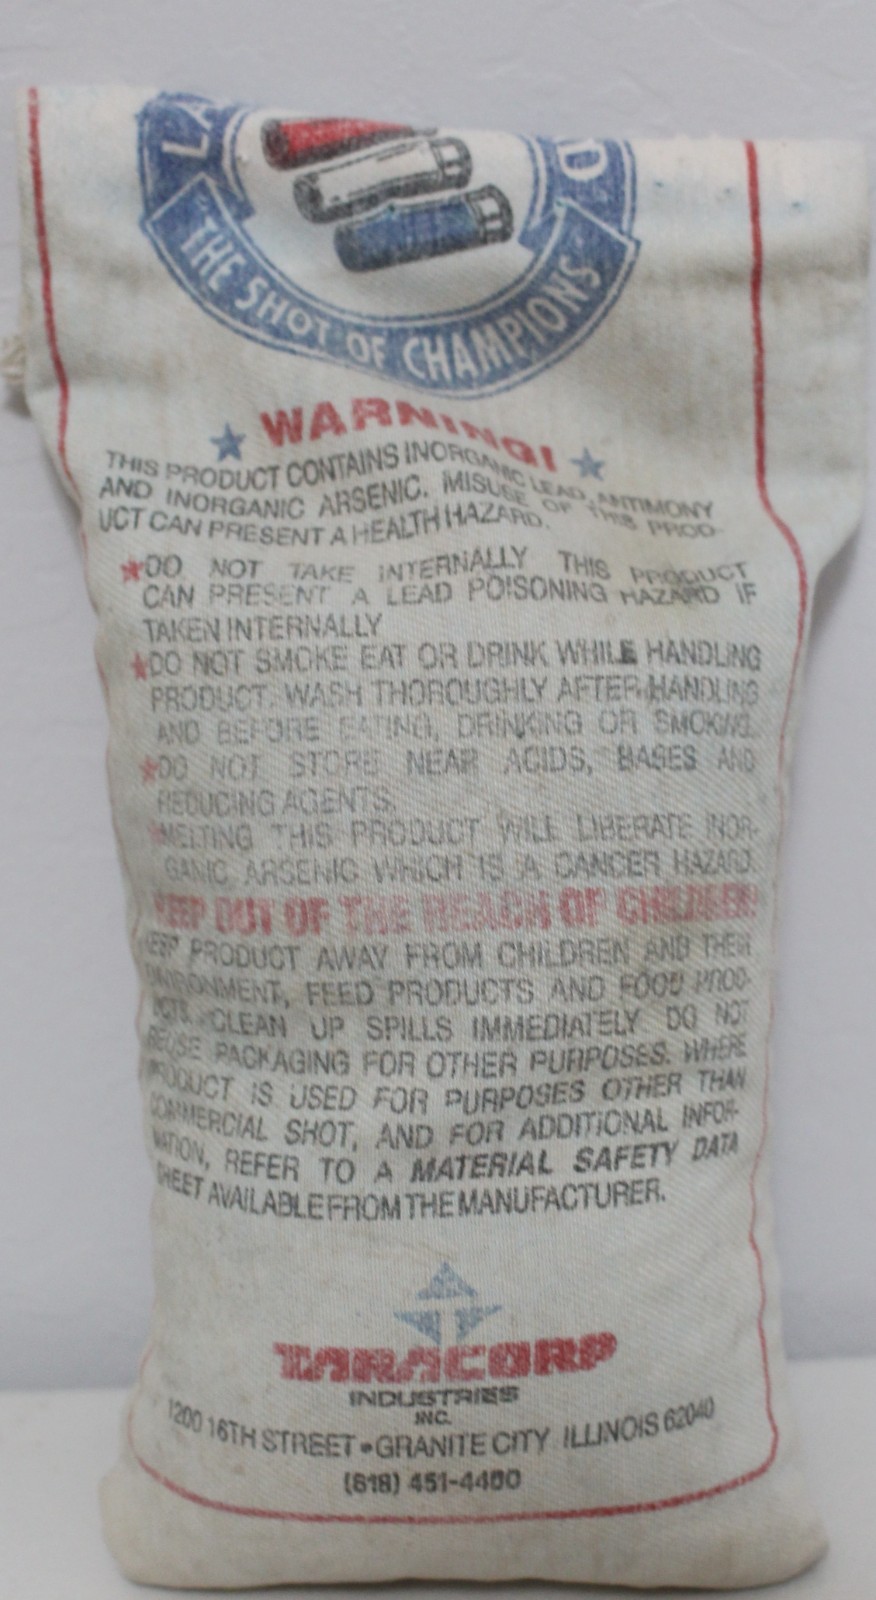 LA D
"THE SHOT OF CHAMPIONS"
WARNING!
THIS PRODUCT CONTAINS INORGANIC LEAD, ANTIMONY
AND INORGANIC ARSENIC. MISUSE OF THIS PROD-
UCT CAN PRESENT A HEALTH HAZARD.
DO NOT TAKE INTERNALLY THIS PRODUCT
CAN PRESENT A LEAD POISONING HAZARD IF
TAKEN INTERNALLY
DO NOT SMOKE EAT OR DRINK WHILE HANDLING
PRODUCT. WASH THOROUGHLY AFTER HANDLING
AND BEFORE EATING, DRINKING OR SMOKING.
DO NOT STORE NEAR ACIDS, BASES AND
REDUCING AGENTS.
MELTING THIS PRODUCT WILL LIBERATE INOR-
GANIC ARSENIC WHICH IS A CANCER HAZARD.
KEEP OUT OF THE REACH OF CHILDREN
KEEP PRODUCT AWAY FROM CHILDREN AND THEIR
ENVIRONMENT, FEED PRODUCTS AND FOOD PROD-
UCTS. CLEAN UP SPILLS IMMEDIATELY DO NOT
REUSE PACKAGING FOR OTHER PURPOSES. WHERE
PRODUCT IS USED FOR PURPOSES OTHER THAN
COMMERCIAL SHOT, AND FOR ADDITIONAL INFOR-
MATION, REFER TO A MATERIAL SAFETY DATA
SHEET AVAILABLE FROM THE MANUFACTURER.
TARACORP
INDUSTRIES
INC.
1200 16TH STREET • GRANITE CITY ILLINOIS 62040
(618) 451-4400